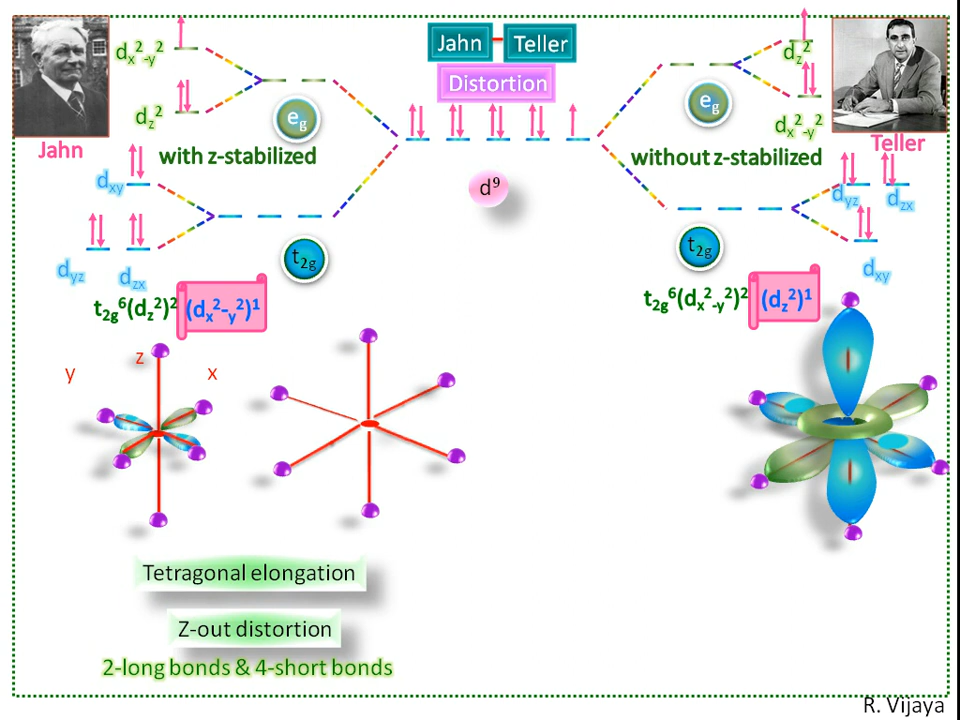 Jahn
Teller
Distortion
dx²-y²
dz²
eg
Jahn
with z-stabilized
dxy
t2g
dyz
dzx
t2g⁶(dz²)² (dx²-y²)¹
d⁹
dz²
eg
dx²-y²
Teller
without z-stabilized
dyz
dzx
t2g
dxy
t2g⁶(dx²-y²)² (dz²)¹
z
y
x
Tetragonal elongation
Z-out distortion
2-long bonds & 4-short bonds
R. Vijaya